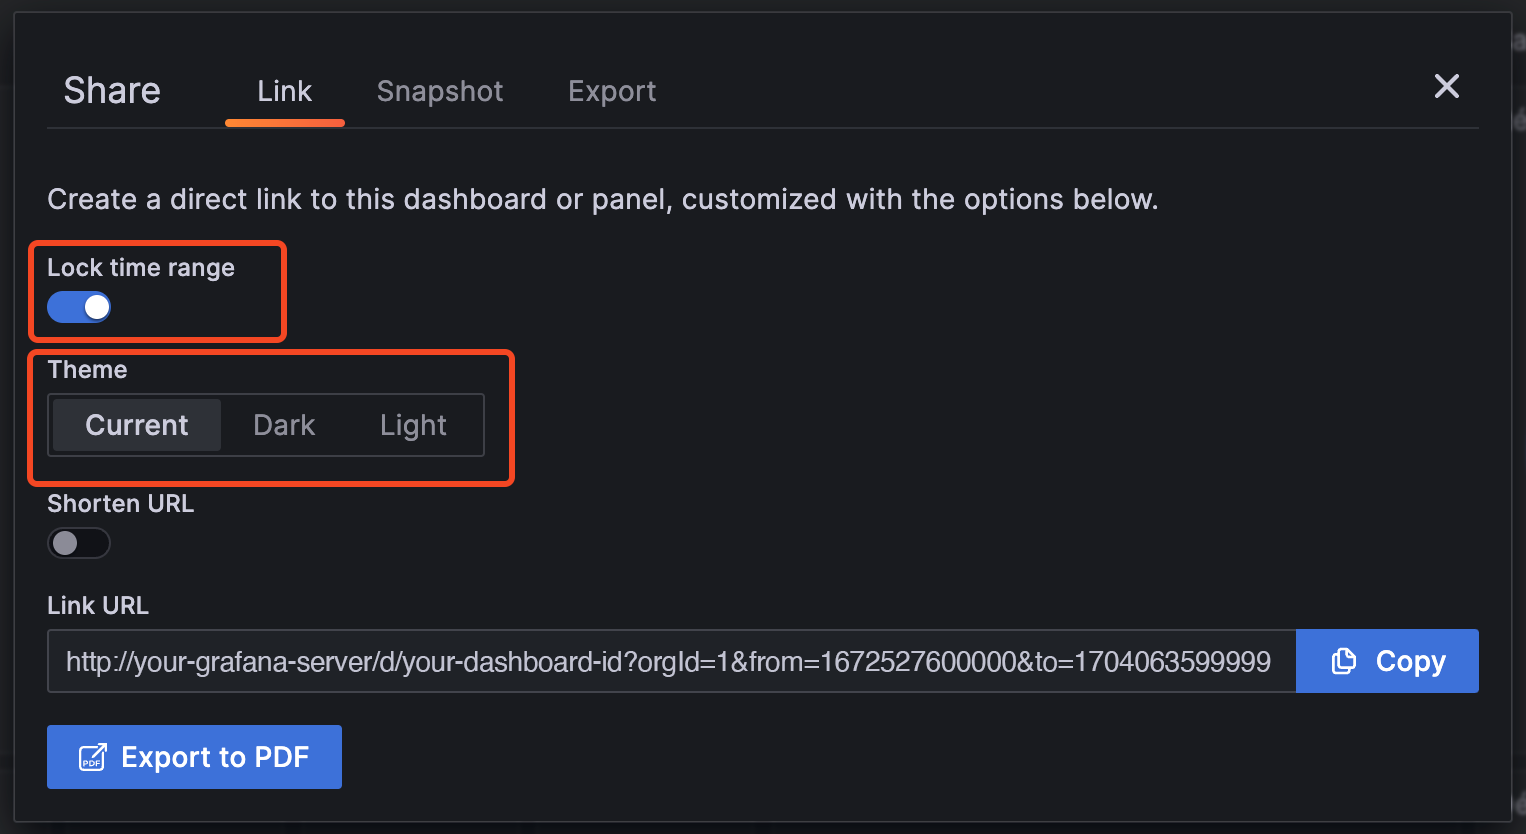 Share Link Snapshot Export
Create a direct link to this dashboard or panel, customized with the options below.
Lock time range
Theme
Current Dark Light
Shorten URL
Link URL
http://your-grafana-server/d/your-dashboard-id?orgId=1&from=1672527600000&to=1704063599999 Copy
PDF Export to PDF